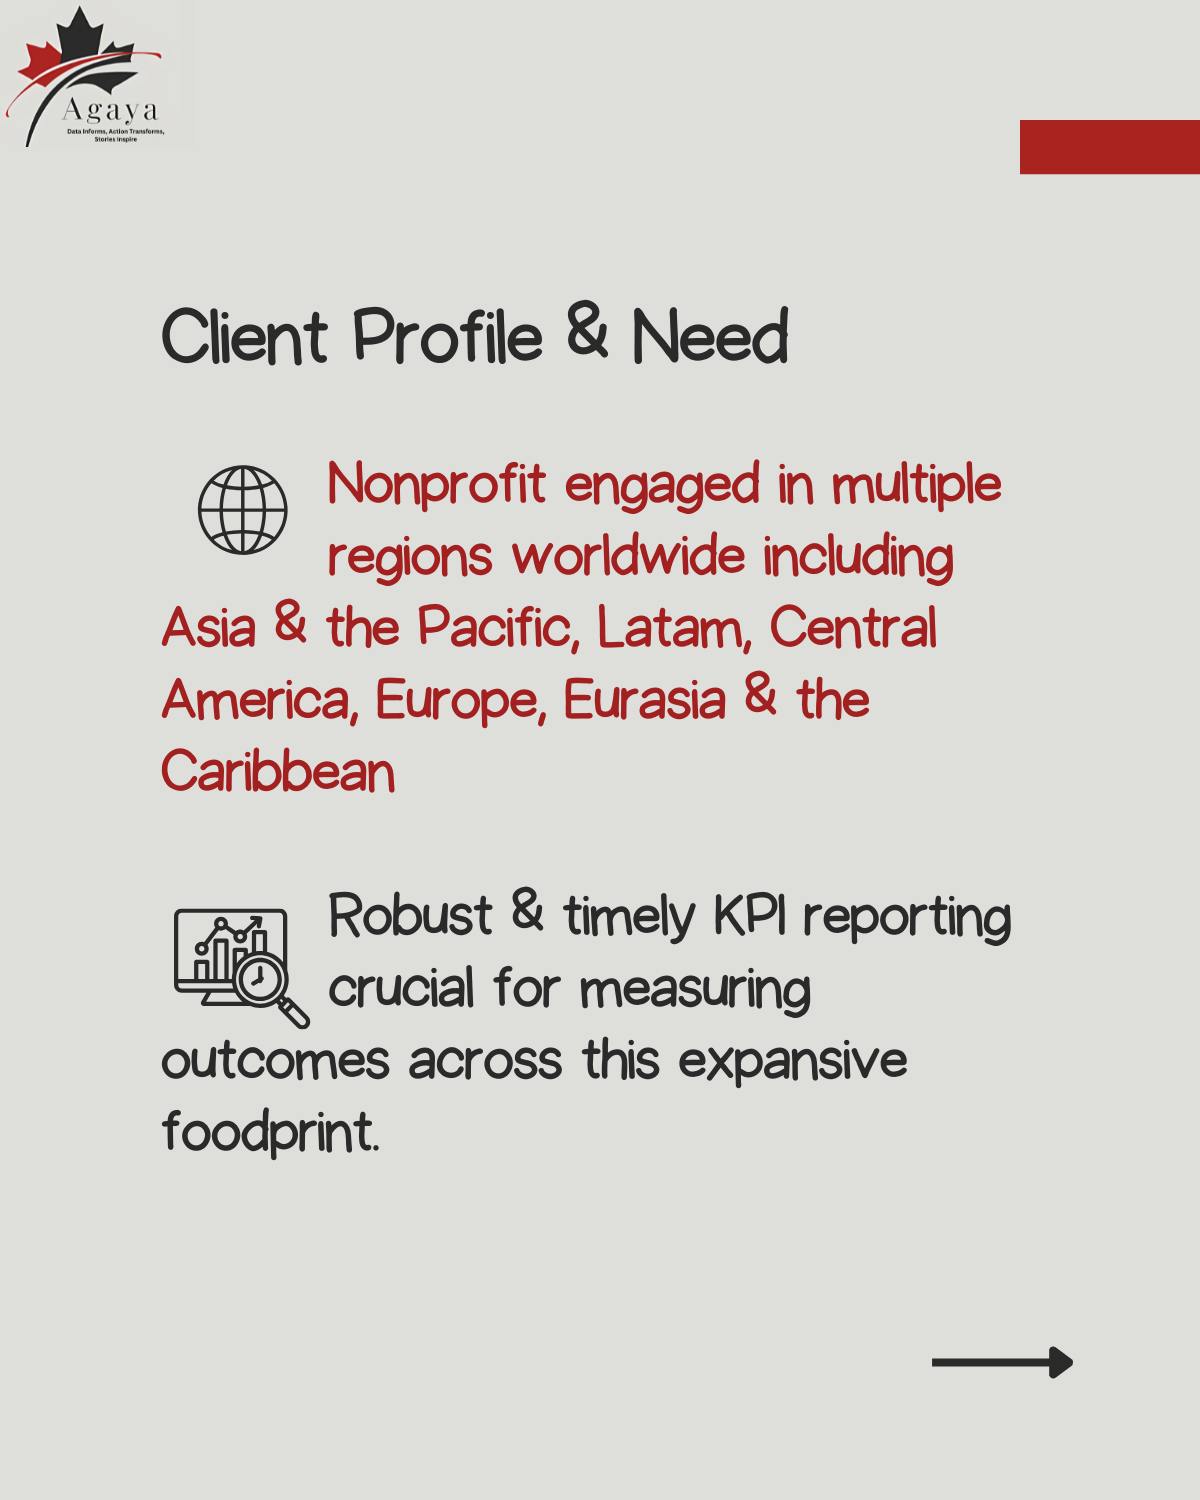 Agaya
Data Informs, Action Transforms,
Stories Inspire
Client Profile & Need
Nonprofit engaged in multiple
regions worldwide including
Asia & the Pacific, Latam, Central
America, Europe, Eurasia & the
Caribbean
Robust & timely KPI reporting
crucial for measuring
outcomes across this expansive
foodprint.